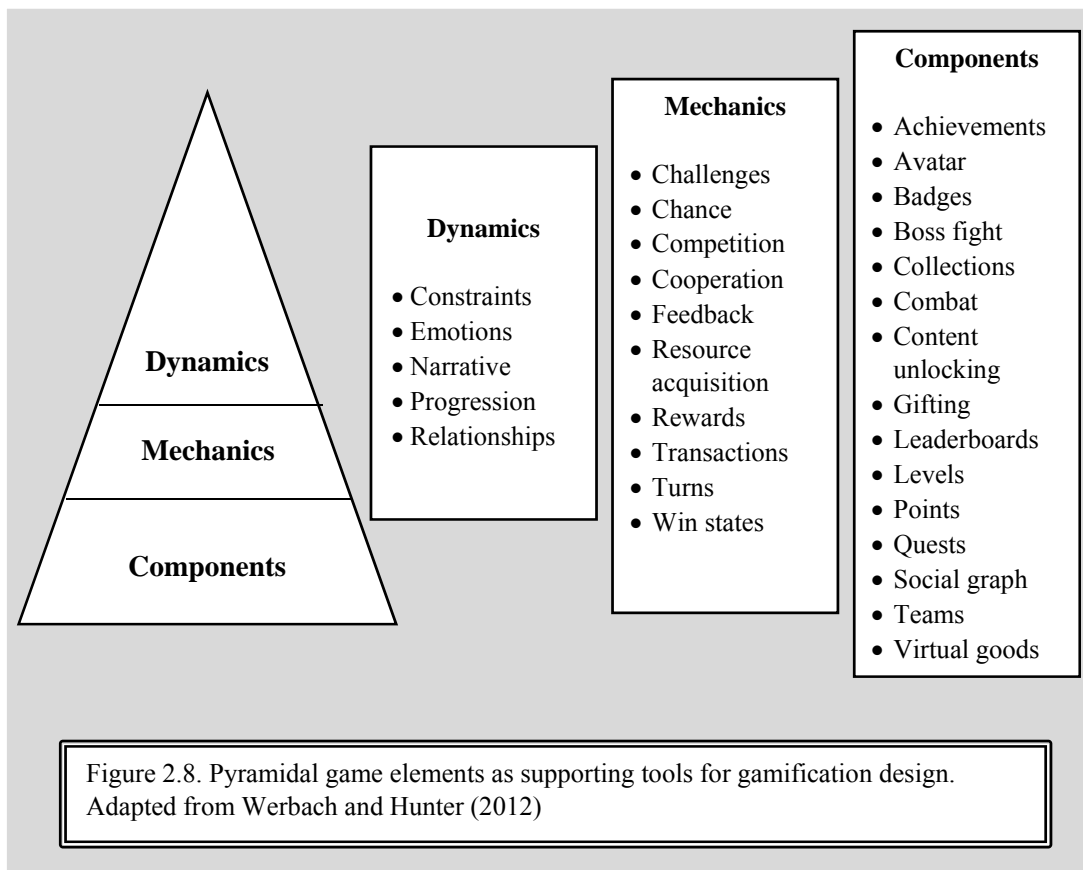 Dynamics
Mechanics
Components
Dynamics
• Constraints
• Emotions
• Narrative
• Progression
• Relationships
Mechanics
• Challenges
• Chance
• Competition
• Cooperation
• Feedback
• Resource
acquisition
• Rewards
• Transactions
• Turns
• Win states
Components
• Achievements
• Avatar
• Badges
• Boss fight
• Collections
• Combat
• Content
unlocking
• Gifting
• Leaderboards
• Levels
• Points
• Quests
• Social graph
• Teams
• Virtual goods
Figure 2.8. Pyramidal game elements as supporting tools for gamification design.
Adapted from Werbach and Hunter (2012)